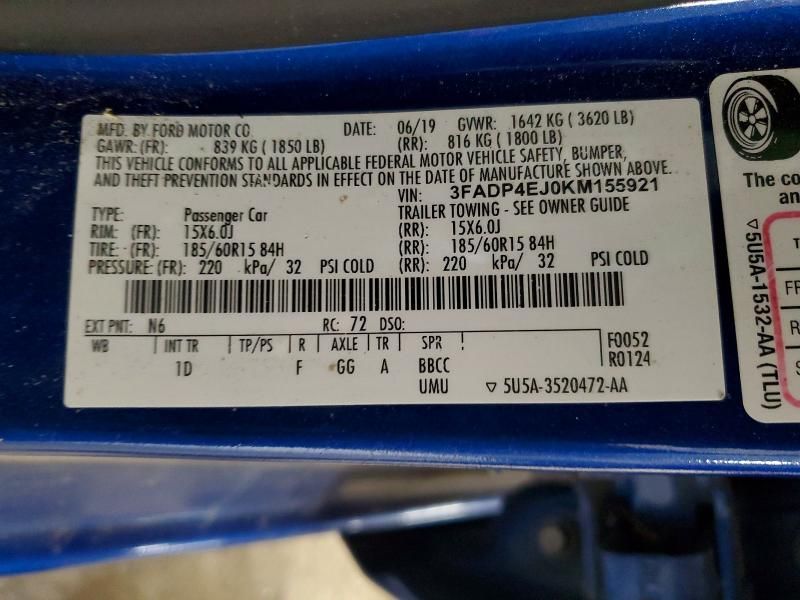 MFD. BY FORD MOTOR CO. DATE: 06/19 GVWR: 1642 KG ( 3620 LB)
GAWR: (FR): 839 KG ( 1850 LB) (RR): 816 KG ( 1800 LB)
THIS VEHICLE CONFORMS TO ALL APPLICABLE FEDERAL MOTOR VEHICLE SAFETY, BUMPER,
AND THEFT PREVENTION STANDARDS IN EFFECT ON THE DATE OF MANUFACTURE SHOWN ABOVE.
VIN: 3FADP4EJ0KM155921
TYPE: Passenger Car TRAILER TOWING - SEE OWNER GUIDE
RIM: (FR): 15X6.0J (RR): 15X6.0J
TIRE: (FR): 185/60R15 84H (RR): 185/60R15 84H
PRESSURE: (FR): 220 kPa/ 32 PSI COLD (RR): 220 kPa/ 32 PSI COLD
EXT PNT: N6 RC: 72 DSO:
WB INT TR TP/PS R AXLE TR SPR F0052
1D F GG A BBCC R0124
UMU ▽ 5U5A-3520472-AA
The co
an
▽5U5A-1532-AA (TLU)
T
FR
R
S